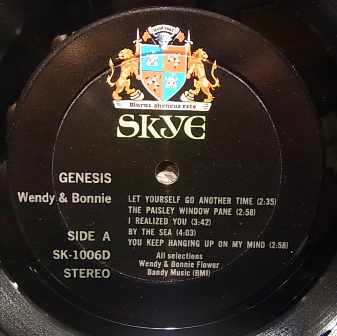 HOLD FAST
Murus aheneus esto
SKYE
GENESIS
Wendy & Bonnie
LET YOURSELF GO ANOTHER TIME (2:35)
THE PAISLEY WINDOW PANE (2:58)
I REALIZED YOU (3:42)
BY THE SEA (4:03)
YOU KEEP HANGING UP ON MY MIND (2:58)
SIDE A
SK-1006D
STEREO
All selections
Wendy & Bonnie Flower
Bandy Music (BMI)